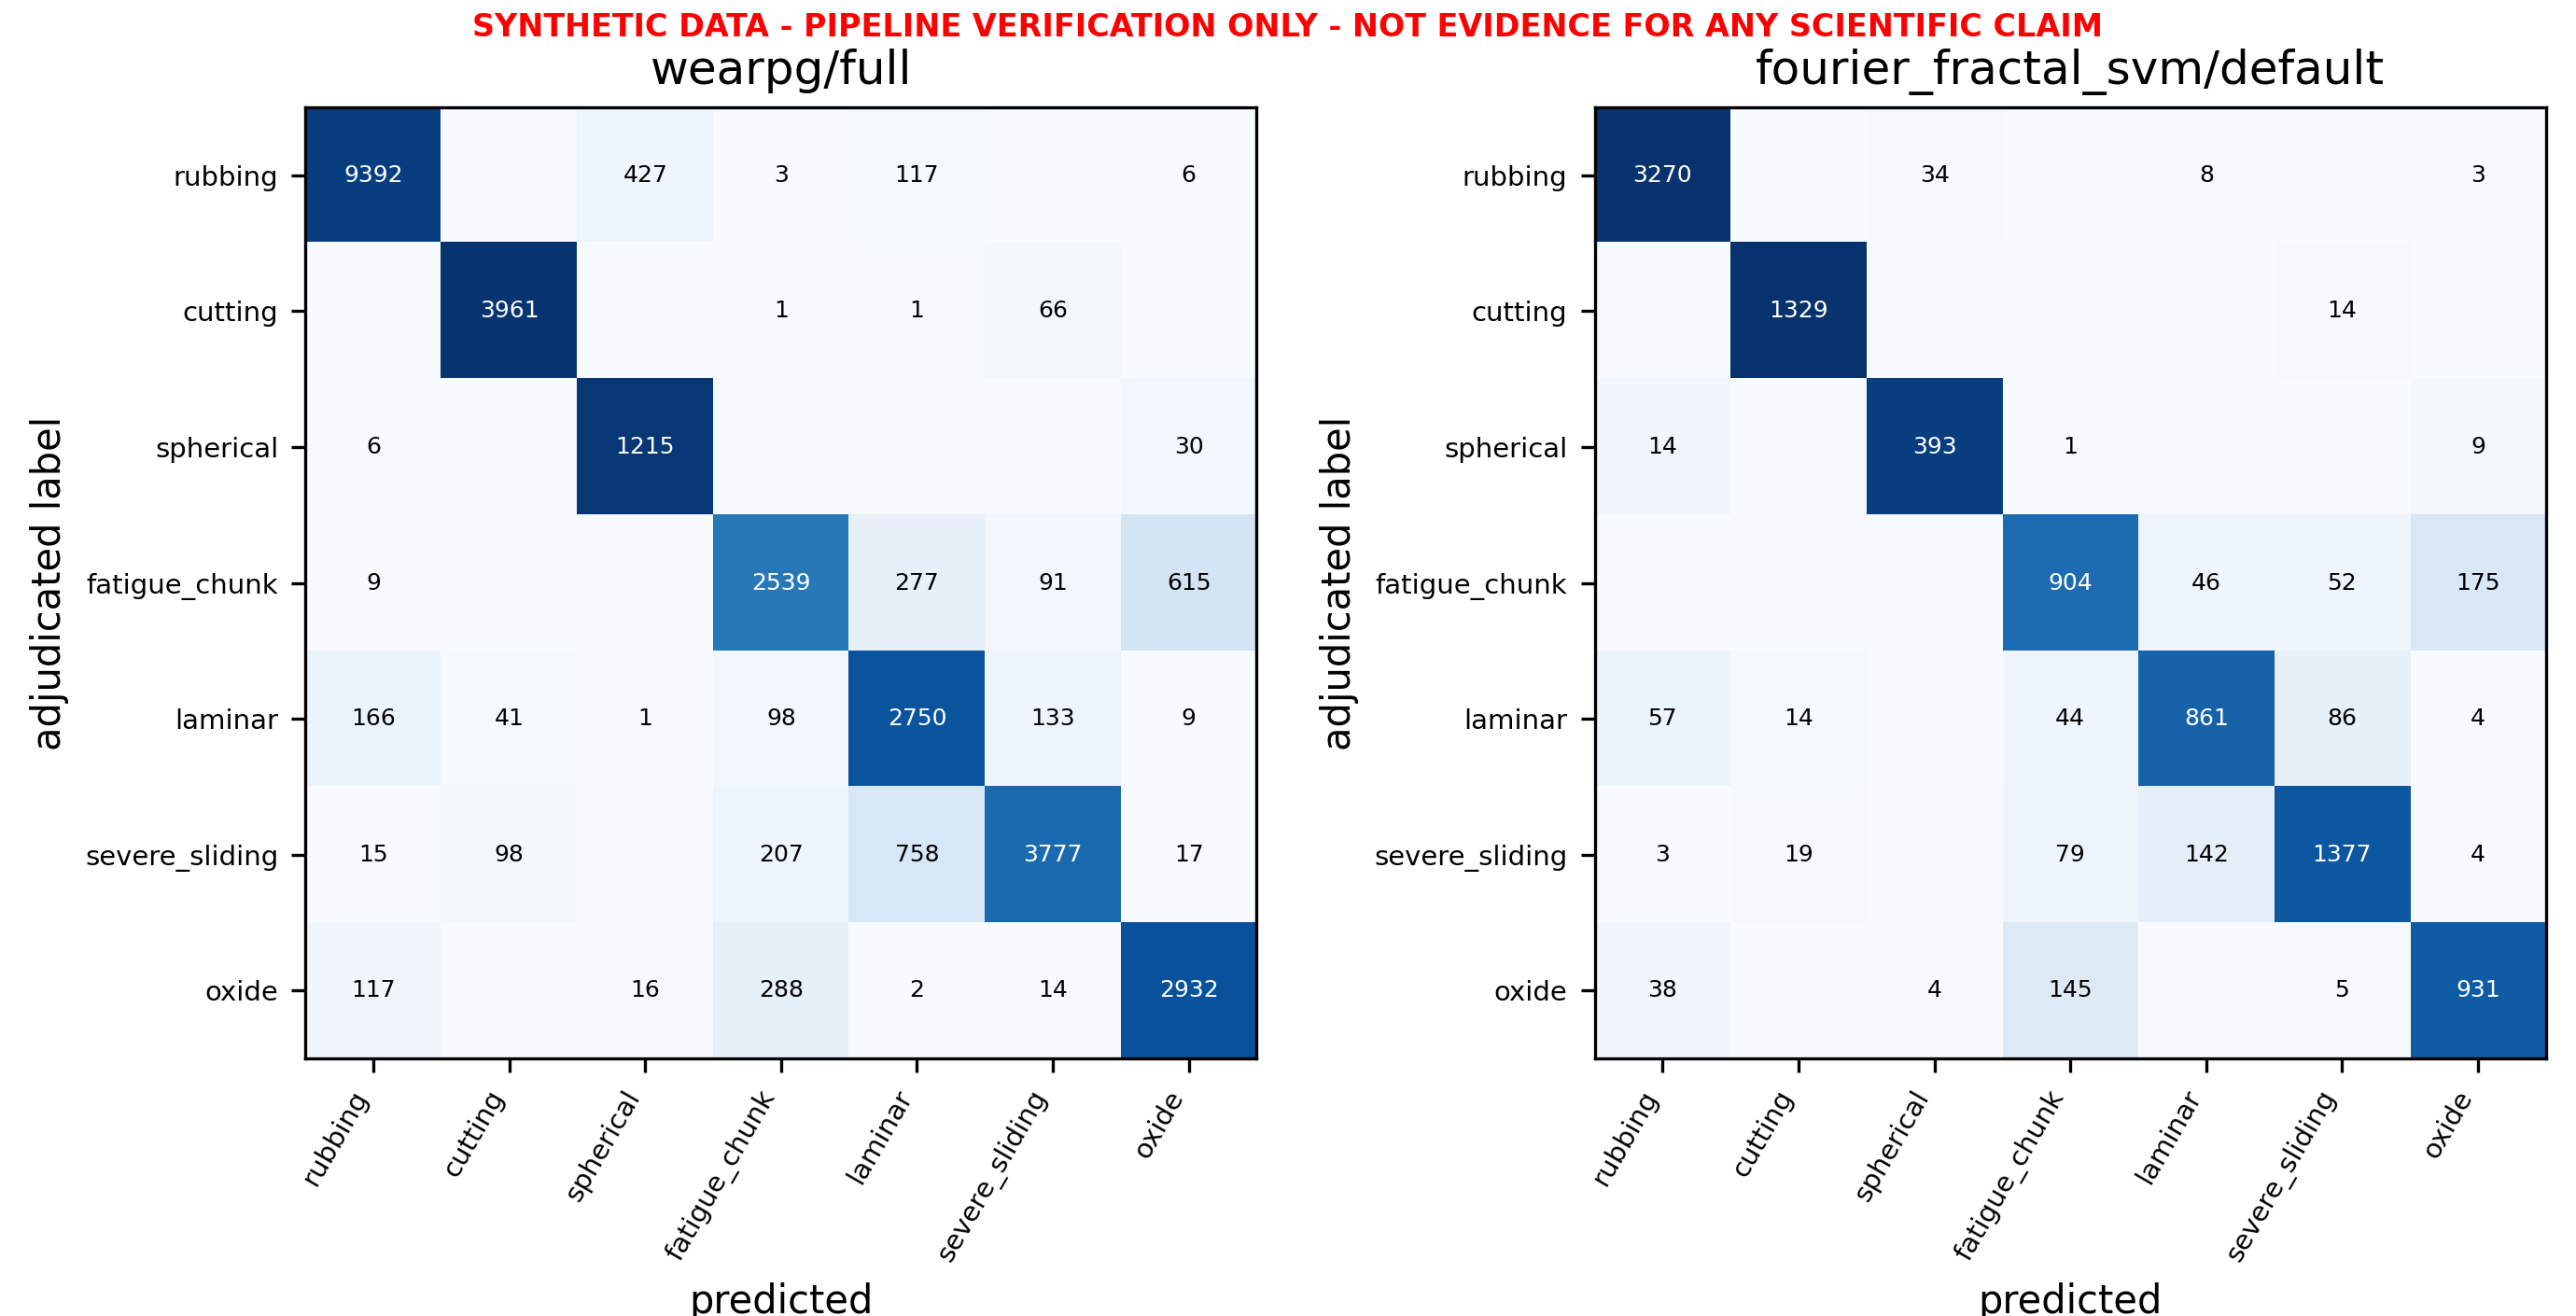 SYNTHETIC DATA - PIPELINE VERIFICATION ONLY - NOT EVIDENCE FOR ANY SCIENTIFIC CLAIM
wearpg/full
adjudicated label
rubbing 9392 427 3 117 6
cutting 3961 1 1 66
spherical 6 1215 30
fatigue_chunk 9 2539 277 91 615
laminar 166 41 1 98 2750 133 9
severe_sliding 15 98 207 758 3777 17
oxide 117 16 288 2 14 2932
rubbing cutting spherical fatigue_chunk laminar severe_sliding oxide
predicted
fourier_fractal_svm/default
adjudicated label
rubbing 3270 34 8 3
cutting 1329 14
spherical 14 393 1 9
fatigue_chunk 904 46 52 175
laminar 57 14 44 861 86 4
severe_sliding 3 19 79 142 1377 4
oxide 38 4 145 5 931
rubbing cutting spherical fatigue_chunk laminar severe_sliding oxide
predicted